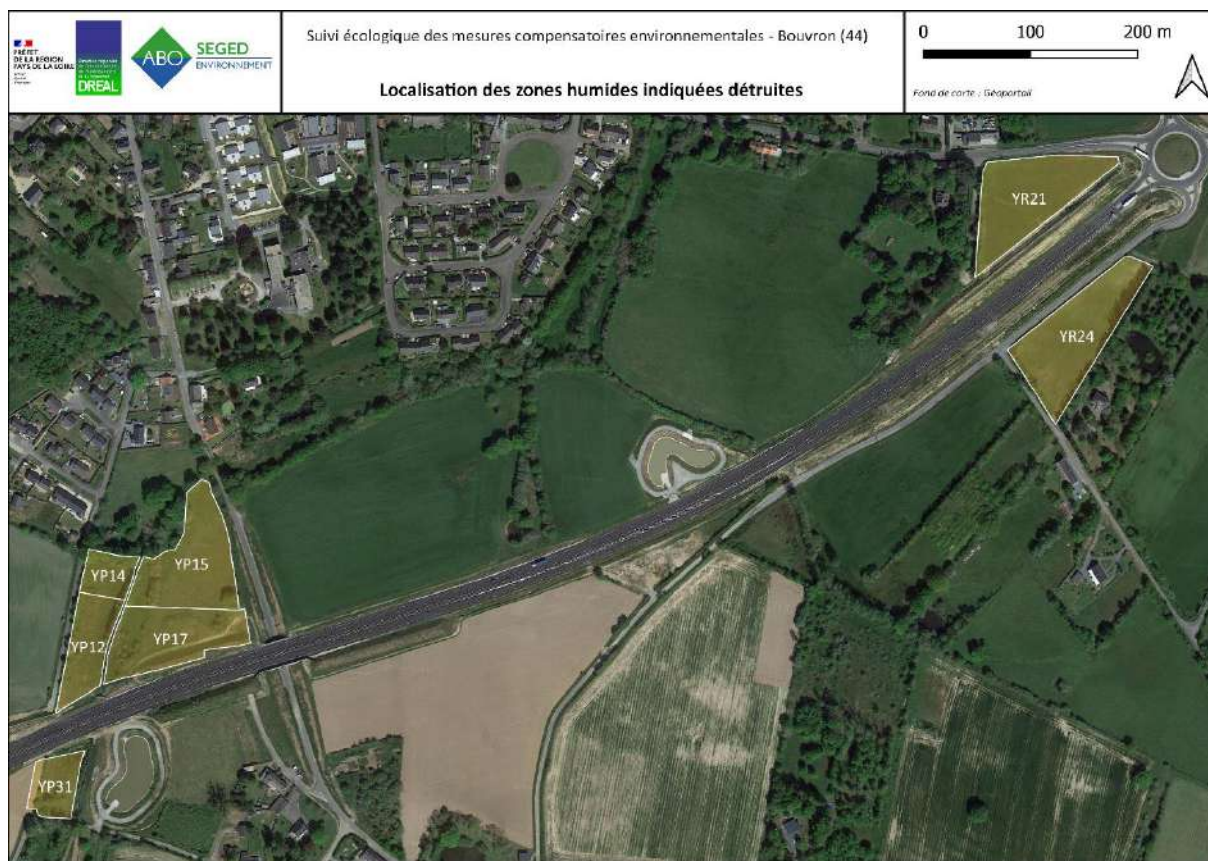 PRÉFET
DE LA RÉGION
PAYS DE LA LOIRE
DREAL
ABO
SEGED
ENVIRONNEMENT
Suivi écologique des mesures compensatoires environnementales - Bouvron (44)
Localisation des zones humides indiquées détruites
0 100 200 m
Fond de carte : Géoportail
YR21
YR24
YP15
YP14
YP12
YP17
YP31